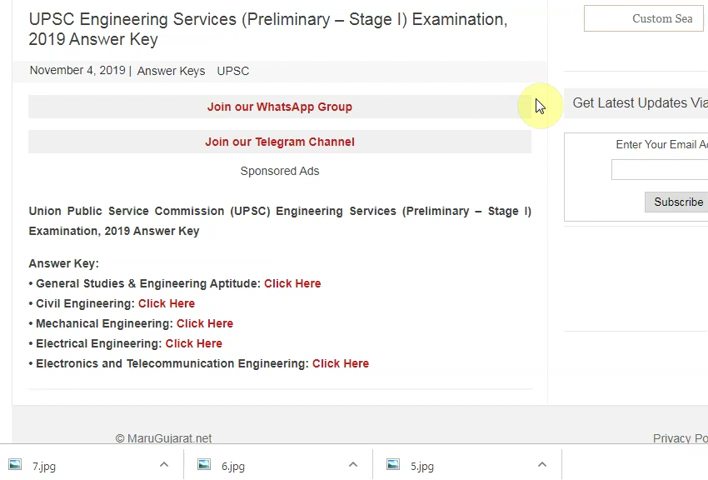 UPSC Engineering Services (Preliminary – Stage I) Examination,
2019 Answer Key
November 4, 2019 | Answer Keys UPSC
Join our WhatsApp Group
Join our Telegram Channel
Sponsored Ads
Union Public Service Commission (UPSC) Engineering Services (Preliminary – Stage I)
Examination, 2019 Answer Key
Answer Key:
• General Studies & Engineering Aptitude: Click Here
• Civil Engineering: Click Here
• Mechanical Engineering: Click Here
• Electrical Engineering: Click Here
• Electronics and Telecommunication Engineering: Click Here
Custom Sea
Get Latest Updates Via
Enter Your Email Ad
Subscribe
© MaruGujarat.net
Privacy Po
7.jpg
6.jpg
5.jpg